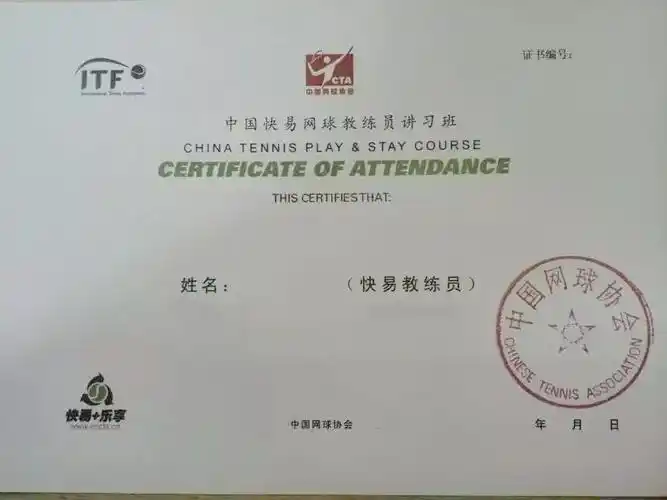 ITF
International Tennis Federation
CTA
中国网球协会
证书编号：
中国快易网球教练员讲习班
CHINA TENNIS PLAY & STAY COURSE
CERTIFICATE OF ATTENDANCE
THIS CERTIFIES THAT:
姓名： （快易教练员）
中国网球协会
CHINESE TENNIS ASSOCIATION
快易+乐享
中国网球协会
年 月 日